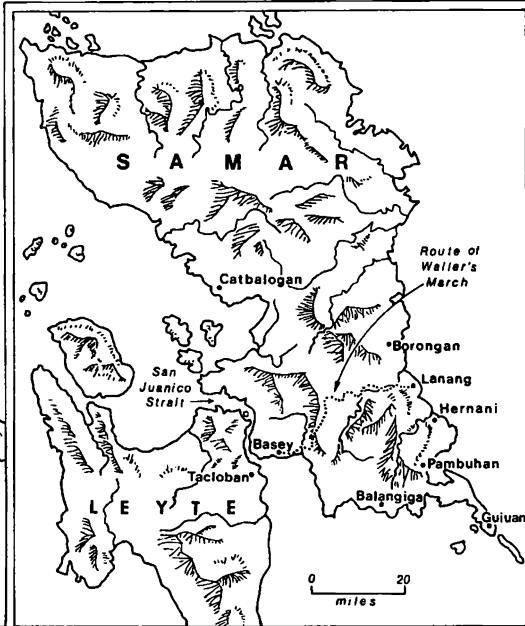 SAMAR
Route of
Waller's
March
Catbalogan
Borongan
San
Juanico
Strait
Lanang
Hernani
Basey
Pambuhan
Tacloban
Balangiga
LEYTE
Guiuan
0 20
miles